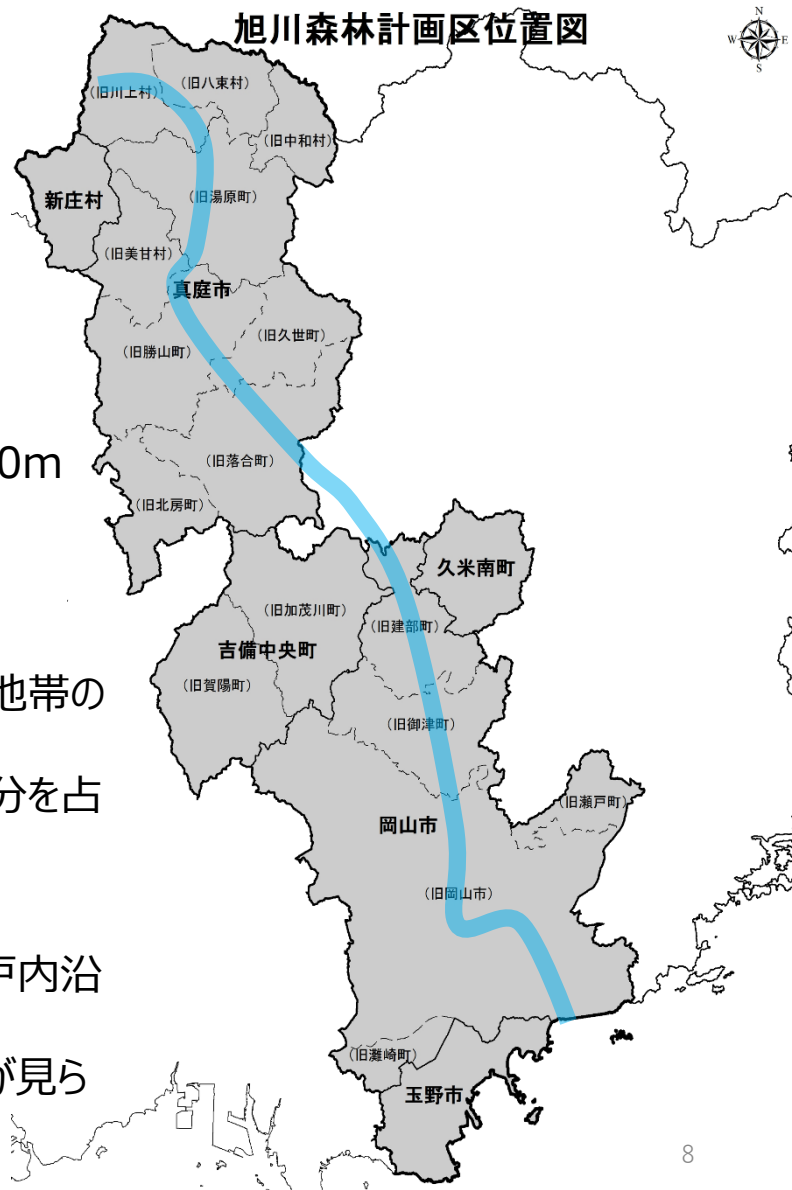 旭川森林計画区位置図
N
W
E
S
(旧川上村)
(旧八束村)
(旧中和村)
新庄村
(旧湯原町)
(旧美甘村)
真庭市
(旧勝山町)
(旧久世町)
0m
(旧落合町)
(旧北房町)
久米南町
(旧加茂川町)
(旧建部町)
吉備中央町
地帯の
(旧賀陽町)
(旧御津町)
分を占
(旧瀬戸町)
岡山市
(旧岡山市)
戸内沿
(旧灘崎町)
が見ら
玉野市
8